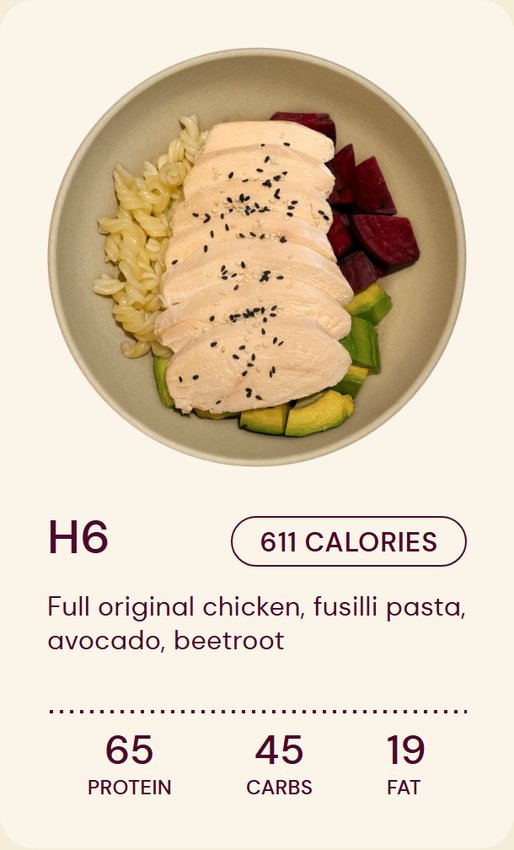 H6
611 CALORIES
Full original chicken, fusilli pasta,
avocado, beetroot
65 45 19
PROTEIN CARBS FAT